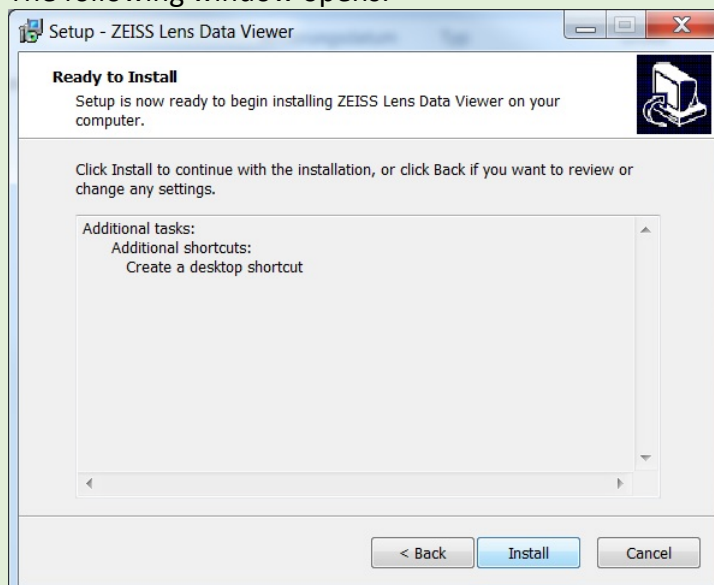 The following window opens:
Setup - ZEISS Lens Data Viewer
Ready to Install
Setup is now ready to begin installing ZEISS Lens Data Viewer on your
computer.
Click Install to continue with the installation, or click Back if you want to review or
change any settings.
Additional tasks:
Additional shortcuts:
Create a desktop shortcut
< Back
Install
Cancel